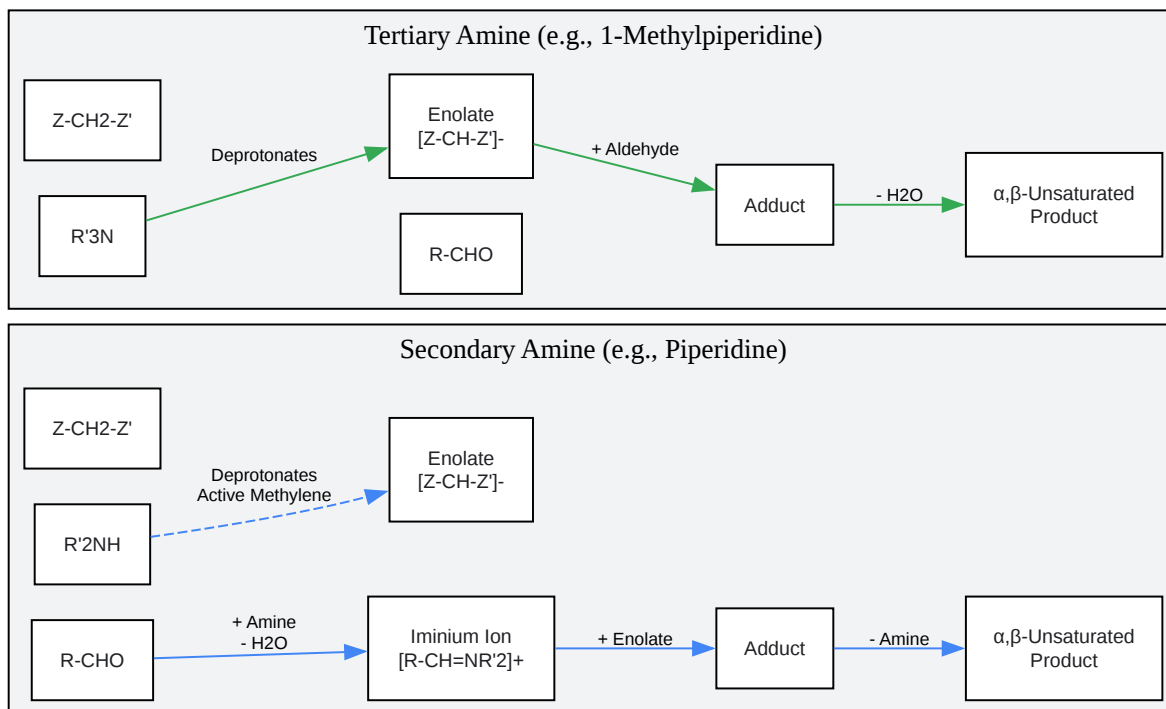 Tertiary Amine (e.g., 1-Methylpiperidine)
Z-CH2-Z'
R'3N
Deprotonates
Enolate
[Z-CH-Z']-
R-CHO
+ Aldehyde
Adduct
- H2O
α,β-Unsaturated
Product
Secondary Amine (e.g., Piperidine)
Z-CH2-Z'
R'2NH
Deprotonates
Active Methylene
Enolate
[Z-CH-Z']-
R-CHO
+ Amine
- H2O
Iminium Ion
[R-CH=NR'2]+
+ Enolate
Adduct
- Amine
α,β-Unsaturated
Product